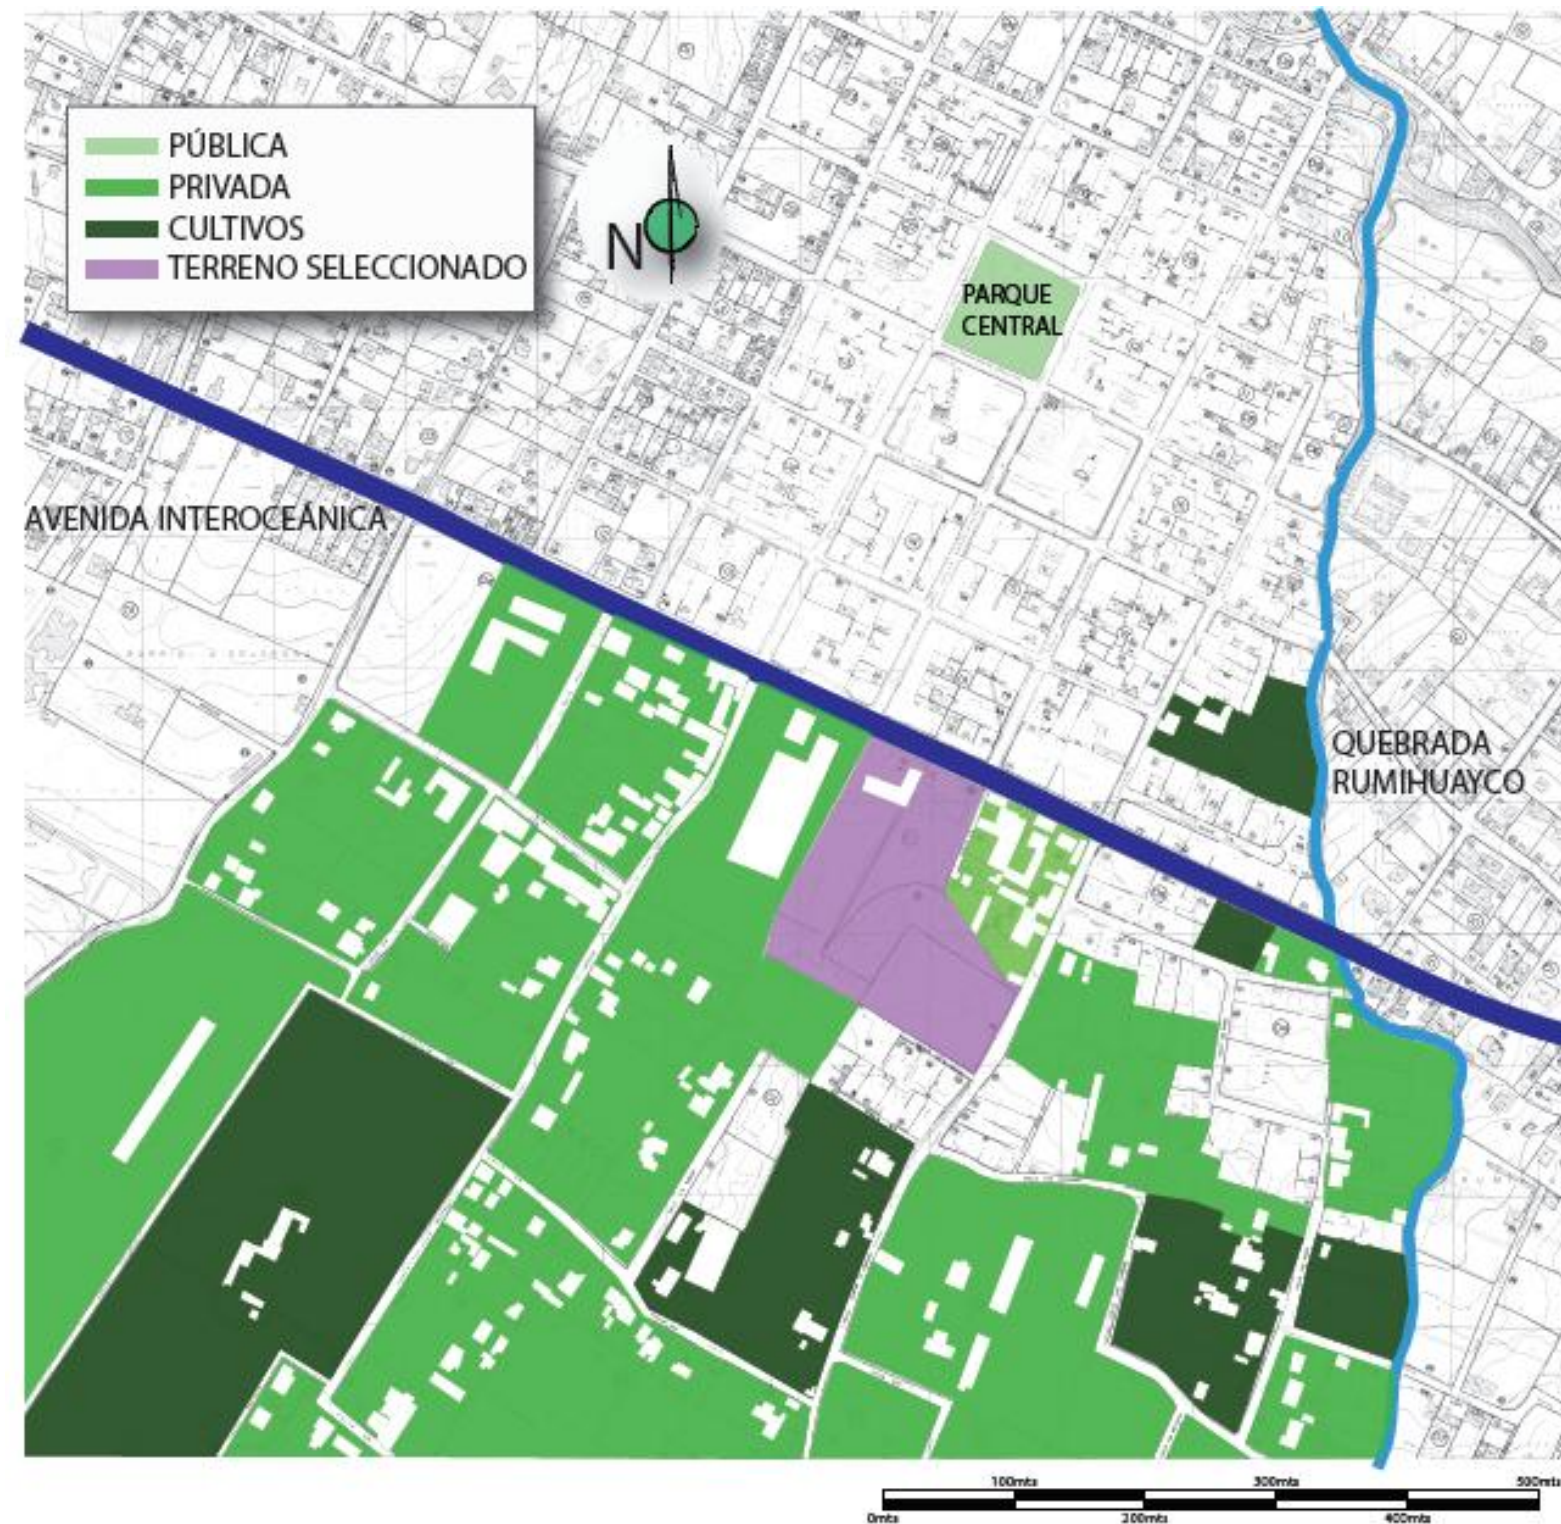 PÚBLICA
PRIVADA
CULTIVOS
TERRENO SELECCIONADO
N
PARQUE
CENTRAL
AVENIDA INTEROCEÁNICA
QUEBRADA
RUMIHUAYCO
100mts 300mts 500mts
0mts 200mts 400mts